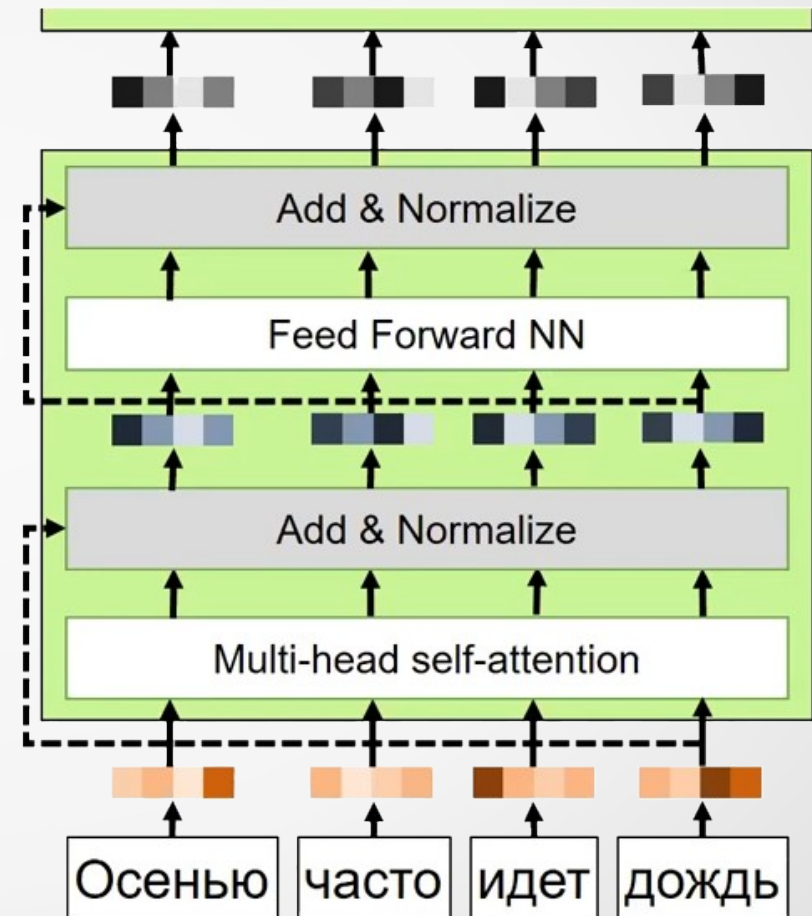 Add & Normalize
Feed Forward NN
Add & Normalize
Multi-head self-attention
Осенью часто идет дождь